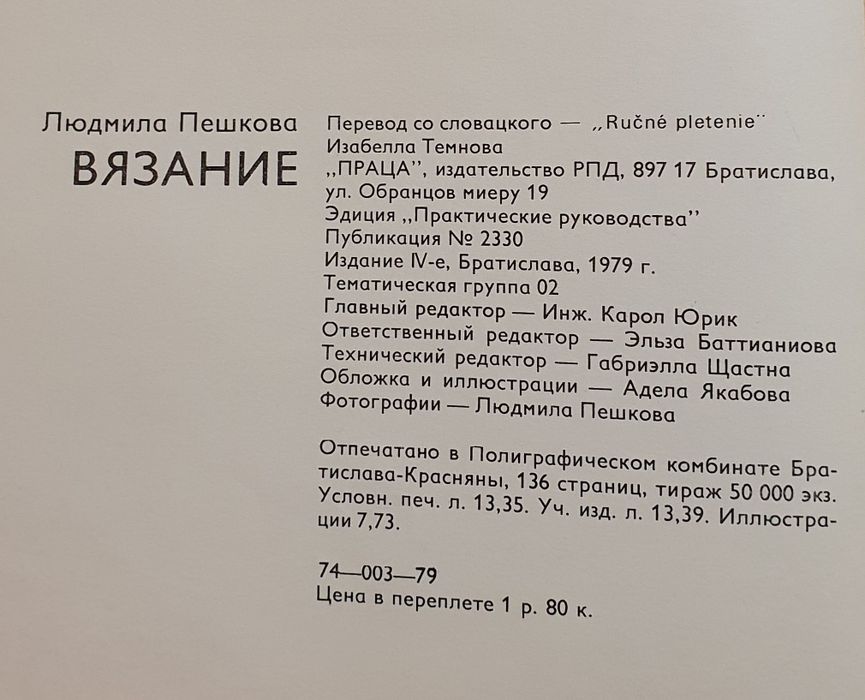 Людмила Пешкова
ВЯЗАНИЕ
Перевод со словацкого — „Ručné pletenie¨
Изабелла Темнова
„ПРАЦА”, издательство РПД, 897 17 Братислава,
ул. Обранцов миеру 19
Эдиция „Практические руководства”
Публикация № 2330
Издание IV-е, Братислава, 1979 г.
Тематическая группа 02
Главный редактор — Инж. Карол Юрик
Ответственный редактор — Эльза Баттианиова
Технический редактор — Габриэлла Щастна
Обложка и иллюстрации — Адела Якабова
Фотографии — Людмила Пешкова
Отпечатано в Полиграфическом комбинате Бра-
тислава-Красняны, 136 страниц, тираж 50 000 экз.
Условн. печ. л. 13,35. Уч. изд. л. 13,39. Иллюстра-
ции 7,73.
74—003—79
Цена в переплете 1 р. 80 к.